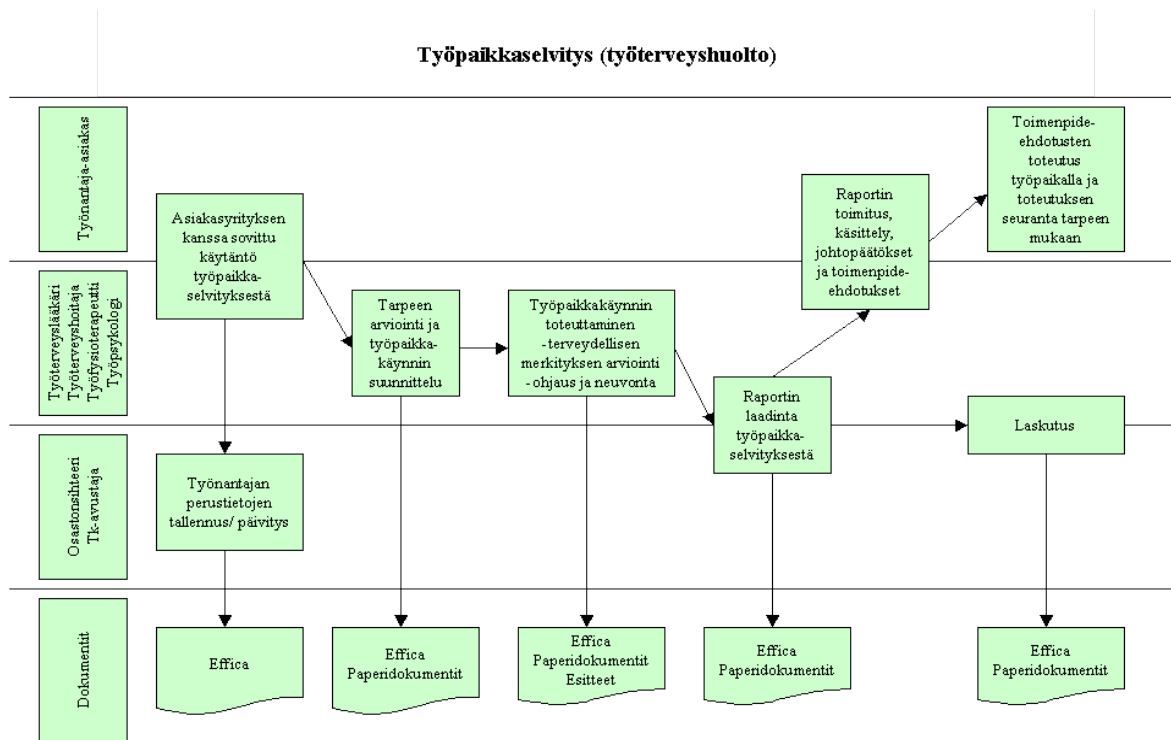 Työpaikkaselvitys (työterveyshuolto)
Työnantaja-asiakas
Asiakasyrityksen
kanssa sovittu
käytäntö
työpaikka-
selvityksestä
Raportin
toimitus,
käsittely,
johtopäätökset
ja toimenpide-
ehdotukset
Toimenpide-
ehdotusten
toteutus
työpaikalla ja
toteutuksen
seuranta tarpeen
mukaan
Työterveyslääkäri
Työterveyshoitaja
Työfysioterapeutti
Työpsykologi
Tarpeen
arviointi ja
työpaikka-
käynnin
suunnittelu
Työpaikkakäynnin
toteuttaminen
-terveydellisen
merkityksen arviointi
- ohjaus ja neuvonta
Raportin
laadinta
työpaikka-
selvityksestä
Laskutus
Osastonsihteeri
Tk-avustaja
Työnantajan
perustietojen
tallennus/ päivitys
Dokumentit
Effica
Effica
Paperidokumentit
Effica
Paperidokumentit
Esitteet
Effica
Paperidokumentit
Effica
Paperidokumentit